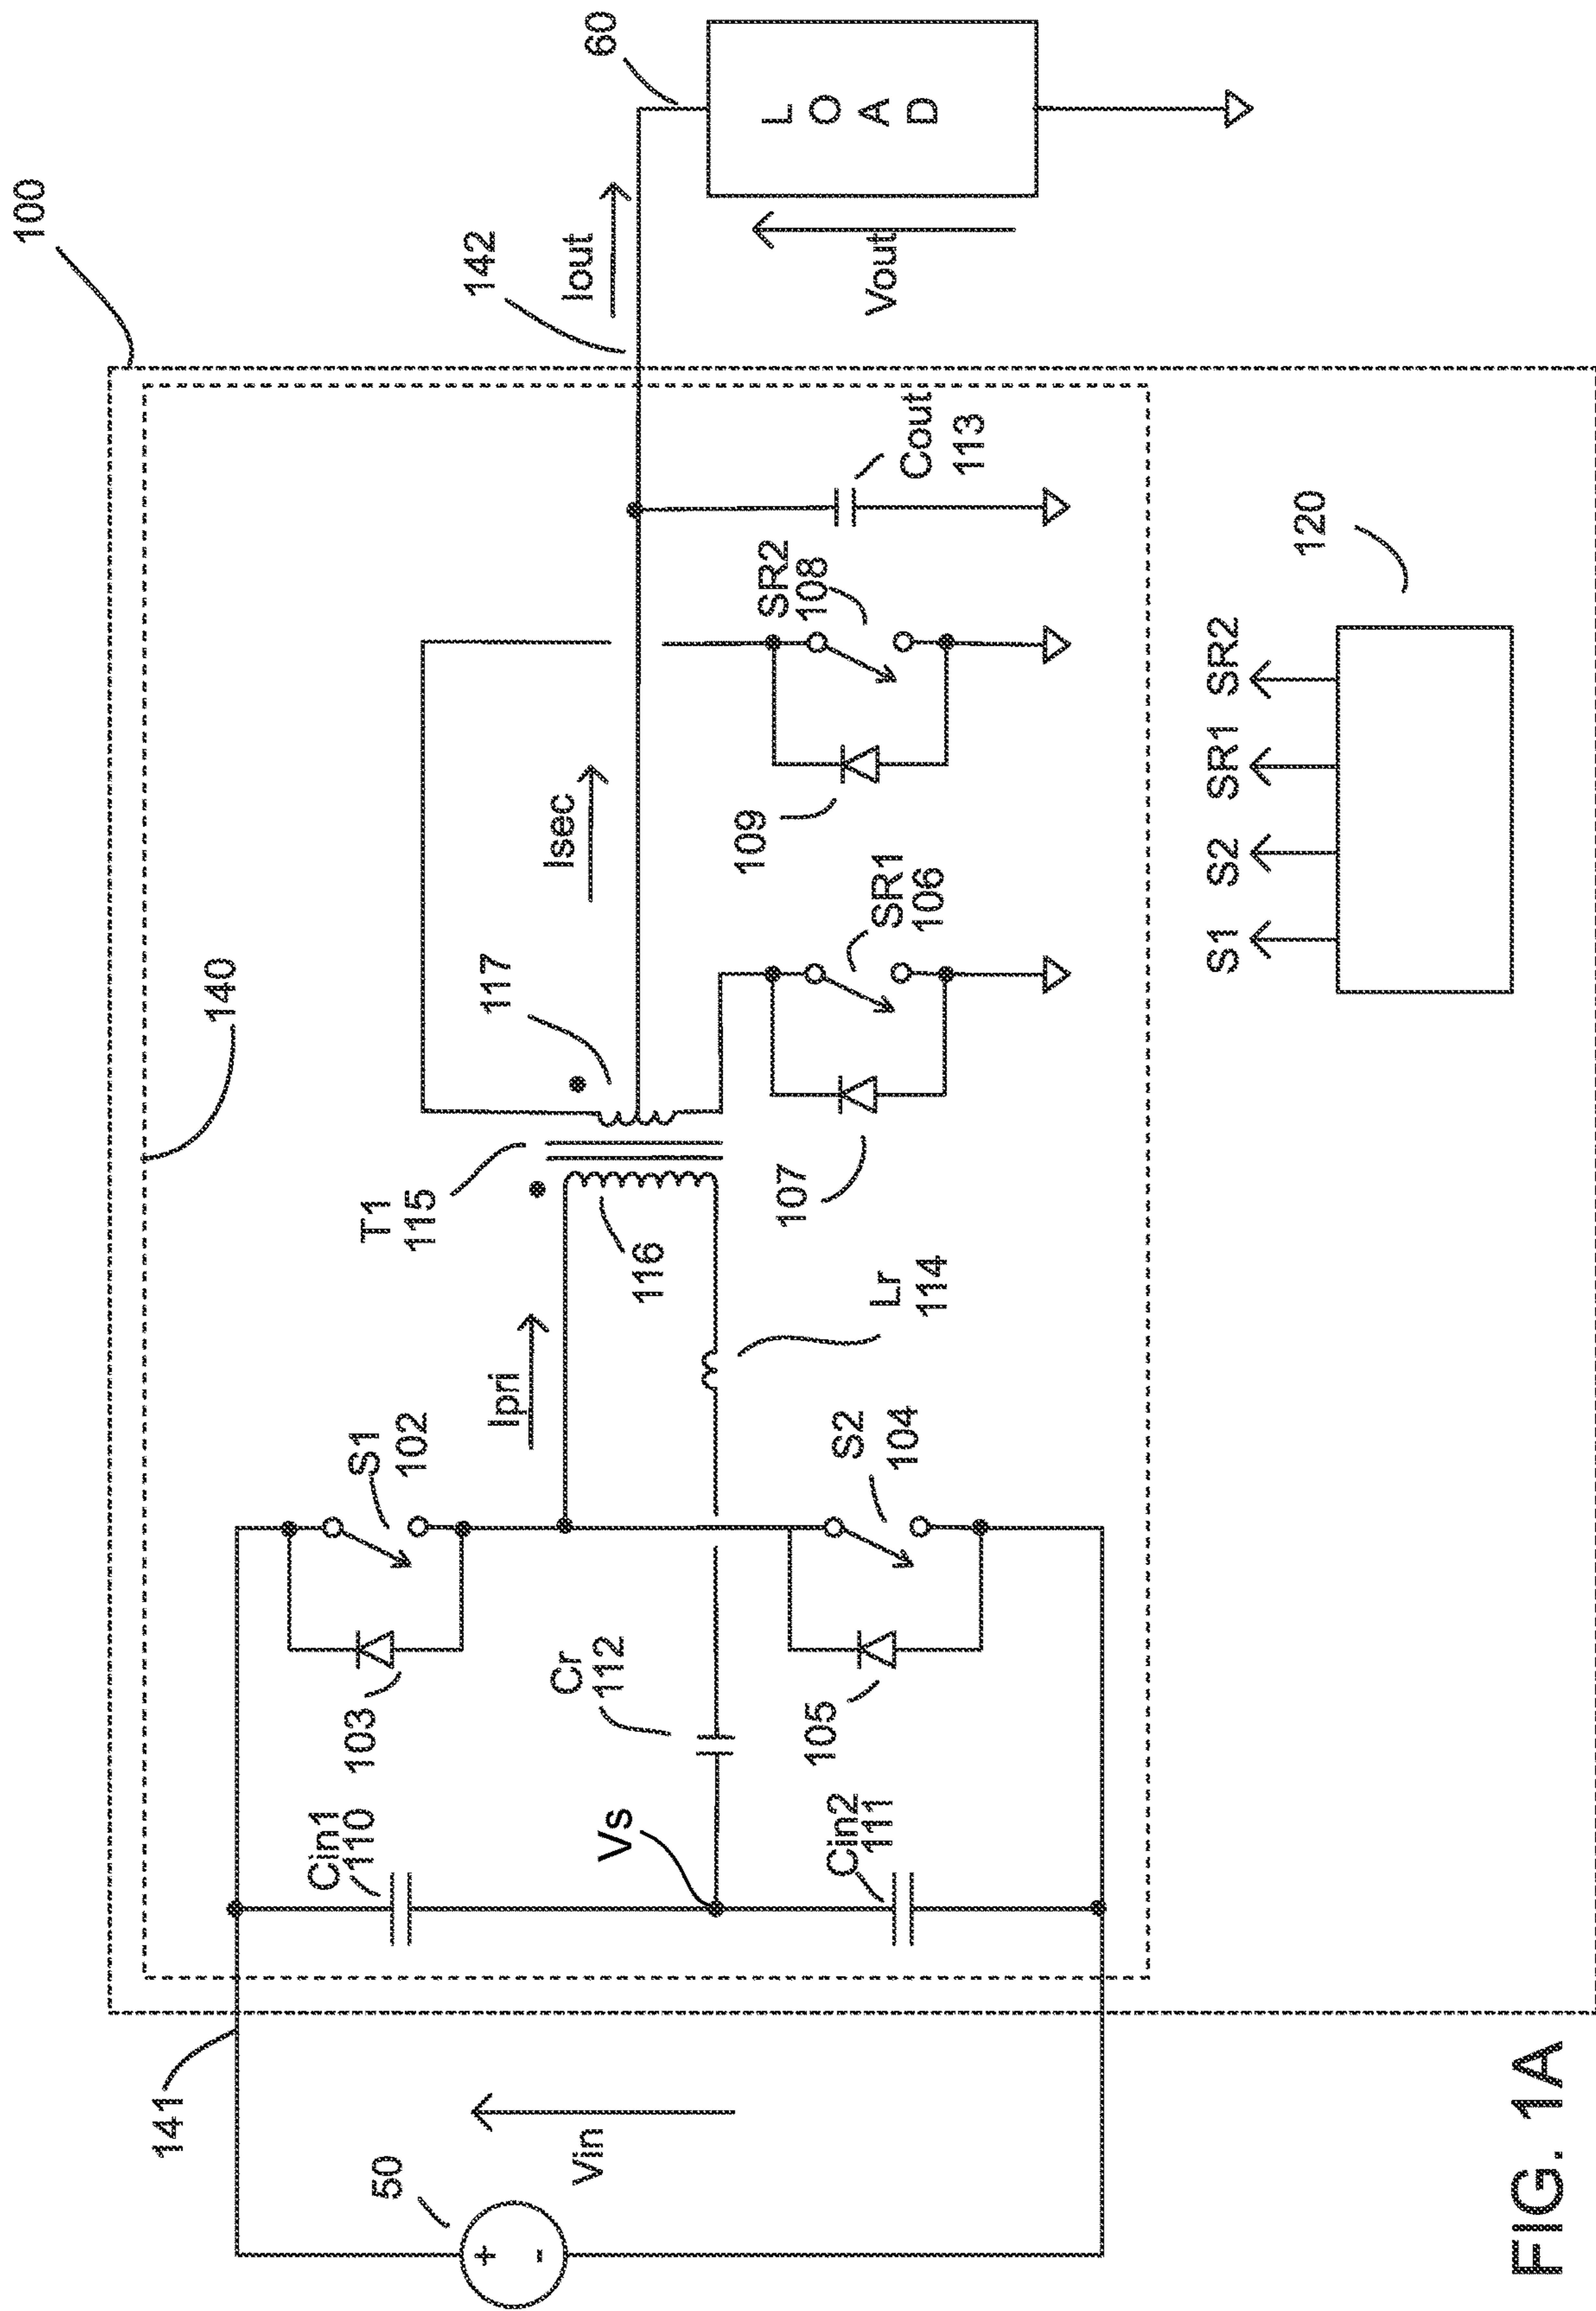 100
140
141
50
+
-
Vin
Cin1
110
103
S1
102
Ipri
T1
115
117
116
Isec
142
Iout
60
LOAD
Vout
Vs
Cr
112
Lr
114
107
SR1
106
109
SR2
108
Cout
113
Cin2
111
105
S2
104
S1
S2
SR1
SR2
120
FIG. 1A